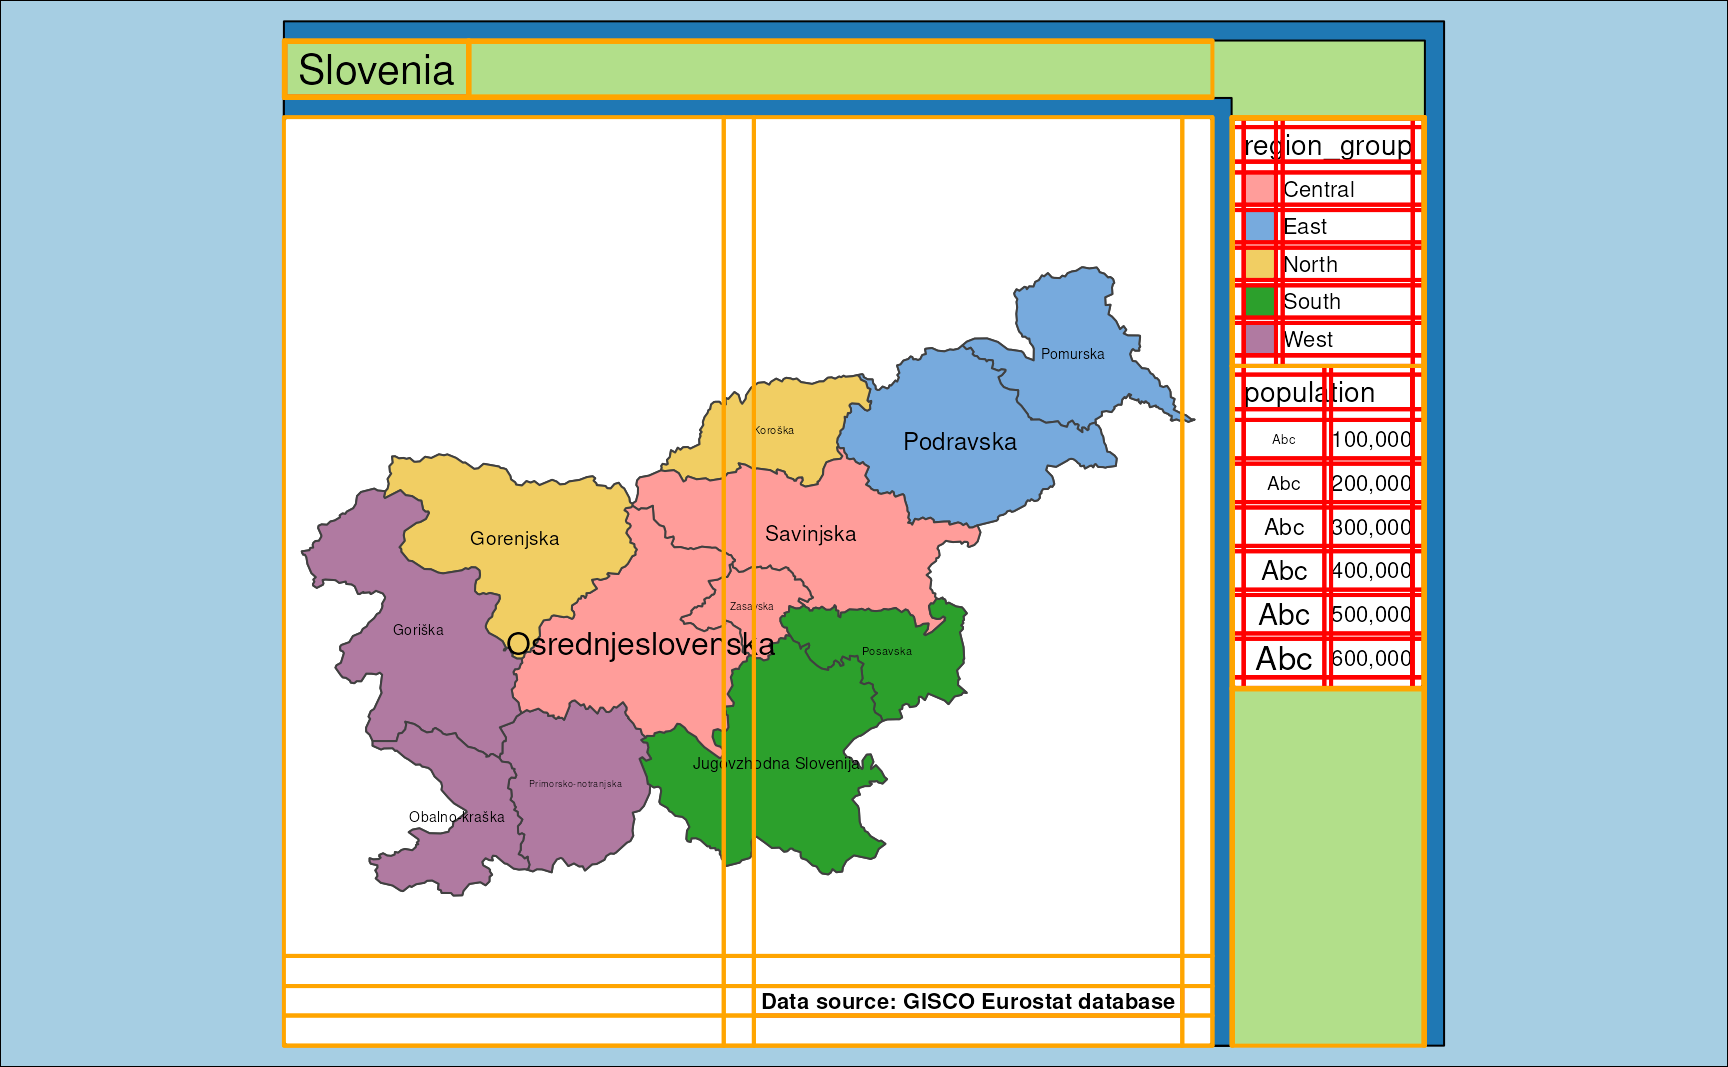 Slovenia
region_group
Central
East
North
South
West
population
Abc 100,000
Abc 200,000
Abc 300,000
Abc 400,000
Abc 500,000
Abc 600,000
Pomurska
Koroška
Podravska
Savinjska
Gorenjska
Zasavska
Goriška
Osrednjeslovenska
Posavska
Jugovzhodna Slovenija
Primorsko-notranjska
Obalno-kraška
Data source: GISCO Eurostat database